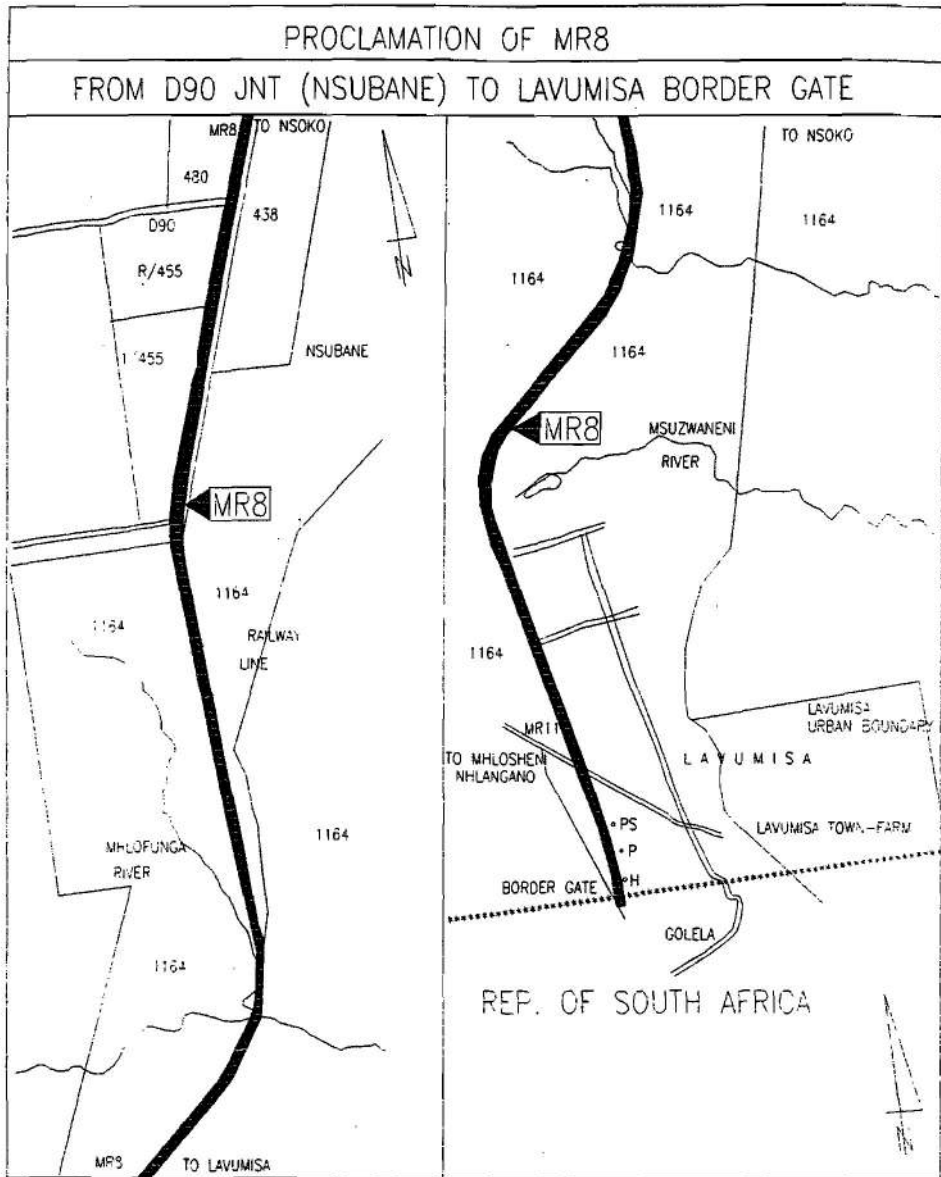 PROCLAMATION OF MR8
FROM D90 JNT (NSUBANE) TO LAVUMISA BORDER GATE
MR8 TO NSOKO
480
438
D90
R/455
NSUBANE
MR8
1164
1164
RAILWAY
LINE
1164
MHLOFUNGA
RIVER
1164
MR8 TO LAVUMISA
N
TO NSOKO
1164
1164
1164
1164
MR8
MSUZWANENI
RIVER
1164
LAVUMISA
URBAN BOUNDARY
MR11
LAVUMISA
TO MHLOSHENI
NHLANGANO
PS
LAVUMISA TOWN-FARM
P
H
BORDER GATE
GOLELA
REP. OF SOUTH AFRICA
N